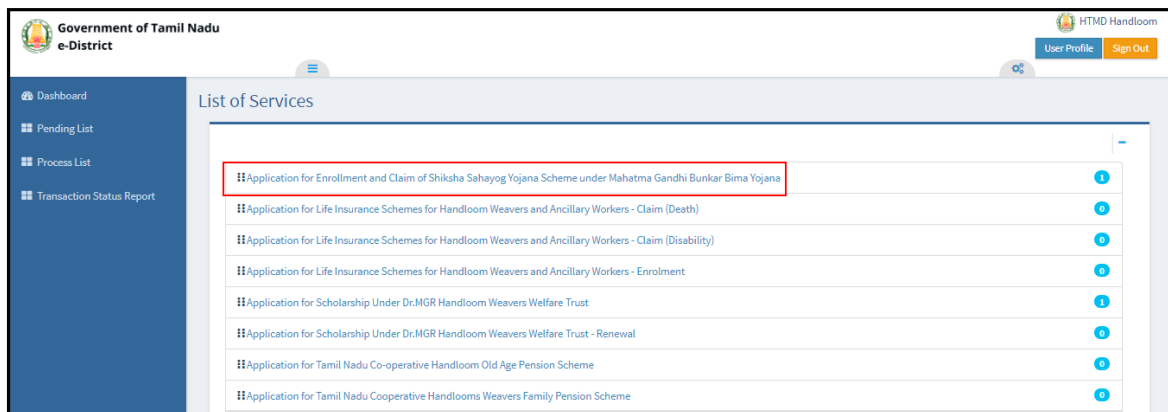 Government of Tamil Nadu
e-District
HTMD Handloom
User Profile
Sign Out
Dashboard
Pending List
Process List
Transaction Status Report
List of Services
Application for Enrollment and Claim of Shiksha Sahayog Yojana Scheme under Mahatma Gandhi Bunkar Bima Yojana 1
Application for Life Insurance Schemes for Handloom Weavers and Ancillary Workers - Claim (Death) 0
Application for Life Insurance Schemes for Handloom Weavers and Ancillary Workers - Claim (Disability) 0
Application for Life Insurance Schemes for Handloom Weavers and Ancillary Workers - Enrolment 0
Application for Scholarship Under Dr.MGR Handloom Weavers Welfare Trust 1
Application for Scholarship Under Dr.MGR Handloom Weavers Welfare Trust - Renewal 0
Application for Tamil Nadu Co-operative Handloom Old Age Pension Scheme 0
Application for Tamil Nadu Cooperative Handlooms Weavers Family Pension Scheme 0